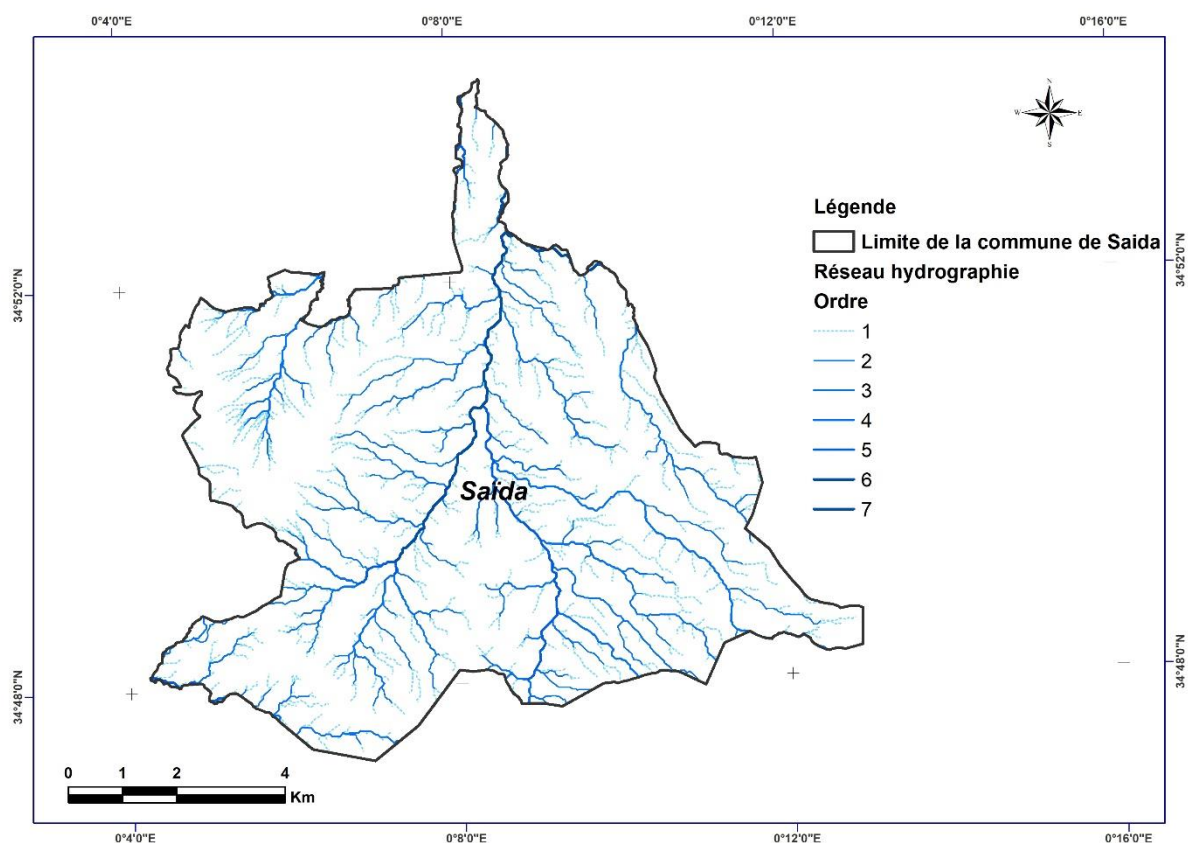 0°4'0"E
0°8'0"E
0°12'0"E
0°16'0"E
N
W
E
S
Légende
Limite de la commune de Saida
Réseau hydrographie
Ordre
1
2
3
4
5
6
7
34°52'0"N
34°52'0"N
Saïda
34°48'0"N
34°48'0"N
0
1
2
4
Km
0°4'0"E
0°8'0"E
0°12'0"E
0°16'0"E